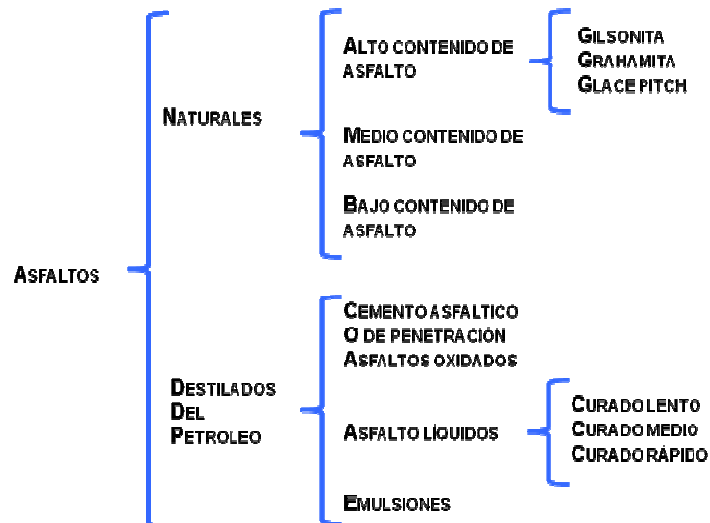 ASFALTOS
NATURALES
ALTO CONTENIDO DE
ASFALTO
GILSONITA
GRAHAMITA
GLACE PITCH
MEDIO CONTENIDO DE
ASFALTO
BAJO CONTENIDO DE
ASFALTO
DESTILADOS
DEL
PETROLEO
CEMENTO ASFALTICO
O DE PENETRACIÓN
ASFALTOS OXIDADOS
ASFALTO LÍQUIDOS
CURADO LENTO
CURADO MEDIO
CURADO RÁPIDO
EMULSIONES